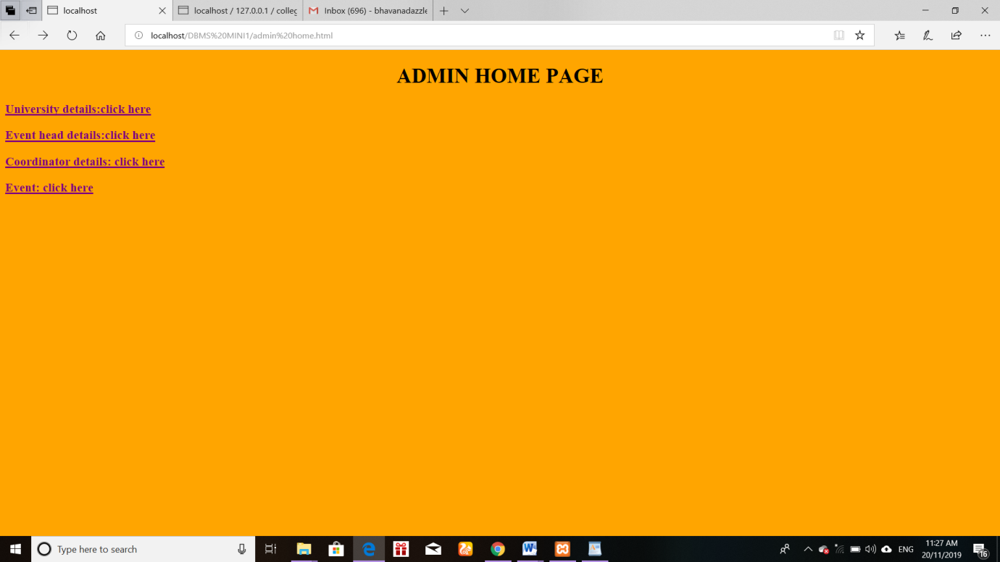 localhost
localhost / 127.0.0.1 / colleg
Inbox (696) - bhavanadazzle
localhost/DBMS%20MINI1/admin%20home.html
ADMIN HOME PAGE
University details:click here
Event head details:click here
Coordinator details: click here
Event: click here
Type here to search
ENG
11:27 AM
20/11/2019
16